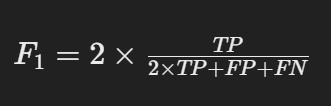 F₁ = 2 × TP / (2×TP+FP+FN)